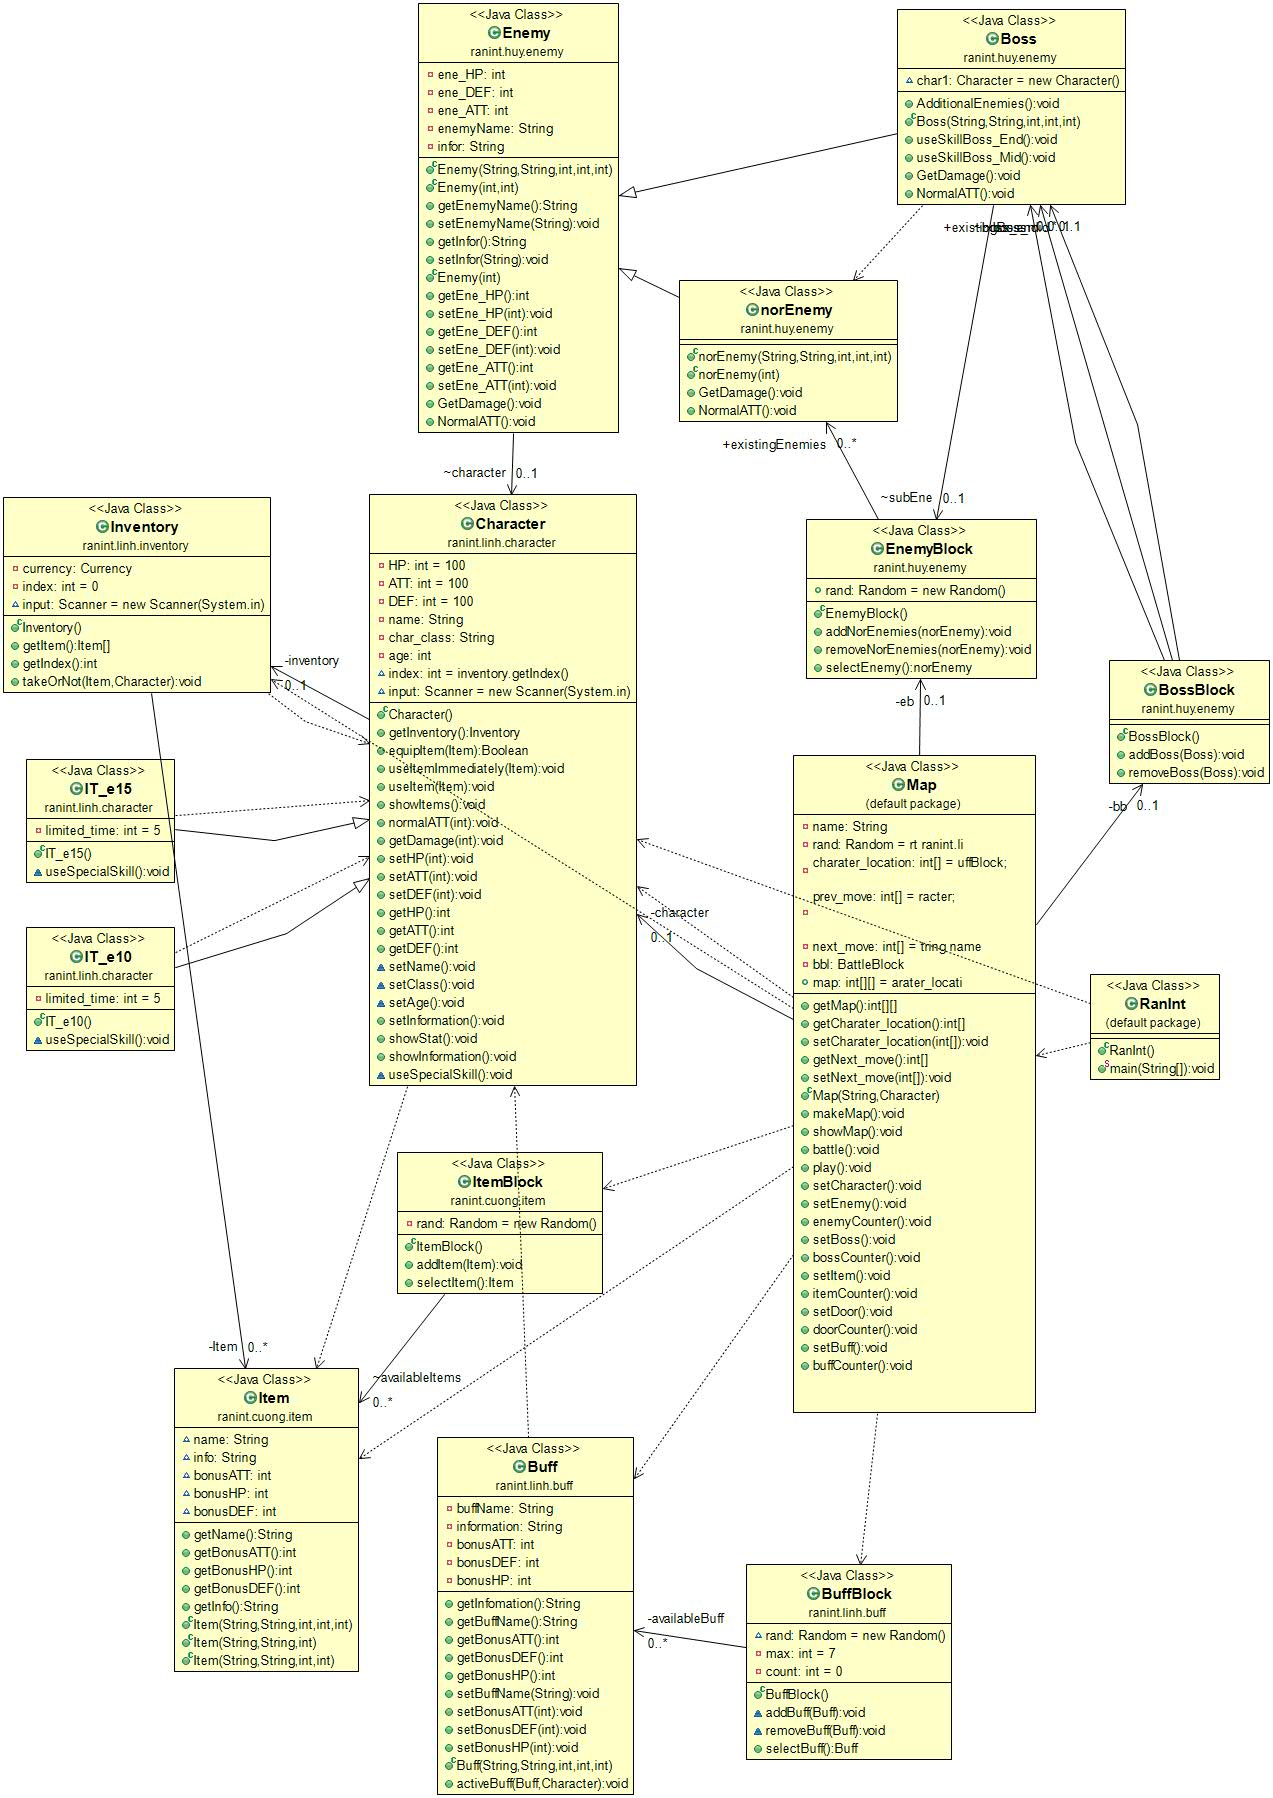 <<Java Class>>
Enemy
ranint.huy.enemy
ene_HP: int
ene_DEF: int
ene_ATT: int
enemyName: String
infor: String
Enemy(String,String,int,int,int)
Enemy(int,int)
getEnemyName():String
setEnemyName(String):void
getInfor():String
setInfor(String):void
Enemy(int)
getEne_HP():int
setEne_HP(int):void
getEne_DEF():int
setEne_DEF(int):void
getEne_ATT():int
setEne_ATT(int):void
GetDamage():void
NormalATT():void
<<Java Class>>
Boss
ranint.huy.enemy
char1: Character = new Character()
AdditionalEnemies():void
Boss(String,String,int,int,int)
useSkillBoss_End():void
useSkillBoss_Mid():void
GetDamage():void
NormalATT():void
<<Java Class>>
norEnemy
ranint.huy.enemy
norEnemy(String,String,int,int,int)
norEnemy(int)
GetDamage():void
NormalATT():void
+existingEnemies 0..*
~character 0..1
~subEne 0..1
<<Java Class>>
Inventory
ranint.linh.inventory
currency: Currency
index: int = 0
input: Scanner = new Scanner(System.in)
Inventory()
getItem():Item[]
getIndex():int
takeOrNot(Item,Character):void
-inventory
0..1
<<Java Class>>
Character
ranint.linh.character
HP: int = 100
ATT: int = 100
DEF: int = 100
name: String
char_class: String
age: int
index: int = inventory.getIndex()
input: Scanner = new Scanner(System.in)
Character()
getInventory():Inventory
equipItem(Item):Boolean
useItemImmediately(Item):void
useItem(Item):void
showItems():void
normalATT(int):void
getDamage(int):void
setHP(int):void
setATT(int):void
setDEF(int):void
getHP():int
getATT():int
getDEF():int
setName():void
setClass():void
setAge():void
setInformation():void
showStat():void
showInformation():void
useSpecialSkill():void
<<Java Class>>
EnemyBlock
ranint.huy.enemy
rand: Random = new Random()
EnemyBlock()
addNorEnemies(norEnemy):void
removeNorEnemies(norEnemy):void
selectEnemy():norEnemy
-eb 0..1
<<Java Class>>
BossBlock
ranint.huy.enemy
BossBlock()
addBoss(Boss):void
removeBoss(Boss):void
-bb 0..1
<<Java Class>>
IT_e15
ranint.linh.character
limited_time: int = 5
IT_e15()
useSpecialSkill():void
<<Java Class>>
IT_e10
ranint.linh.character
limited_time: int = 5
IT_e10()
useSpecialSkill():void
-character
0..1
<<Java Class>>
Map
(default package)
name: String
rand: Random = rt ranint.li
charater_location: int[] = uffBlock;
prev_move: int[] = racter;
next_move: int[] = tring name
bbl: BattleBlock
map: int[][] = arater_locati
getMap():int[][]
getCharater_location():int[]
setCharater_location(int[]):void
getNext_move():int[]
setNext_move(int[]):void
Map(String,Character)
makeMap():void
showMap():void
battle():void
play():void
setCharacter():void
setEnemy():void
enemyCounter():void
setBoss():void
bossCounter():void
setItem():void
itemCounter():void
setDoor():void
doorCounter():void
setBuff():void
buffCounter():void
<<Java Class>>
RanInt
(default package)
RanInt()
main(String[]):void
<<Java Class>>
ItemBlock
ranint.cuong.item
rand: Random = new Random()
ItemBlock()
addItem(Item):void
selectItem():Item
-Item 0..*
~availableItems
0..*
<<Java Class>>
Item
ranint.cuong.item
name: String
info: String
bonusATT: int
bonusHP: int
bonusDEF: int
getName():String
getBonusATT():int
getBonusHP():int
getBonusDEF():int
getInfo():String
Item(String,String,int,int,int)
Item(String,String,int)
Item(String,String,int,int)
<<Java Class>>
Buff
ranint.linh.buff
buffName: String
information: String
bonusATT: int
bonusDEF: int
bonusHP: int
getInfomation():String
getBuffName():String
getBonusATT():int
getBonusDEF():int
getBonusHP():int
setBuffName(String):void
setBonusATT(int):void
setBonusDEF(int):void
setBonusHP(int):void
Buff(String,String,int,int,int)
activeBuff(Buff,Character):void
-availableBuff
0..*
<<Java Class>>
BuffBlock
ranint.linh.buff
rand: Random = new Random()
max: int = 7
count: int = 0
BuffBlock()
addBuff(Buff):void
removeBuff(Buff):void
selectBuff():Buff